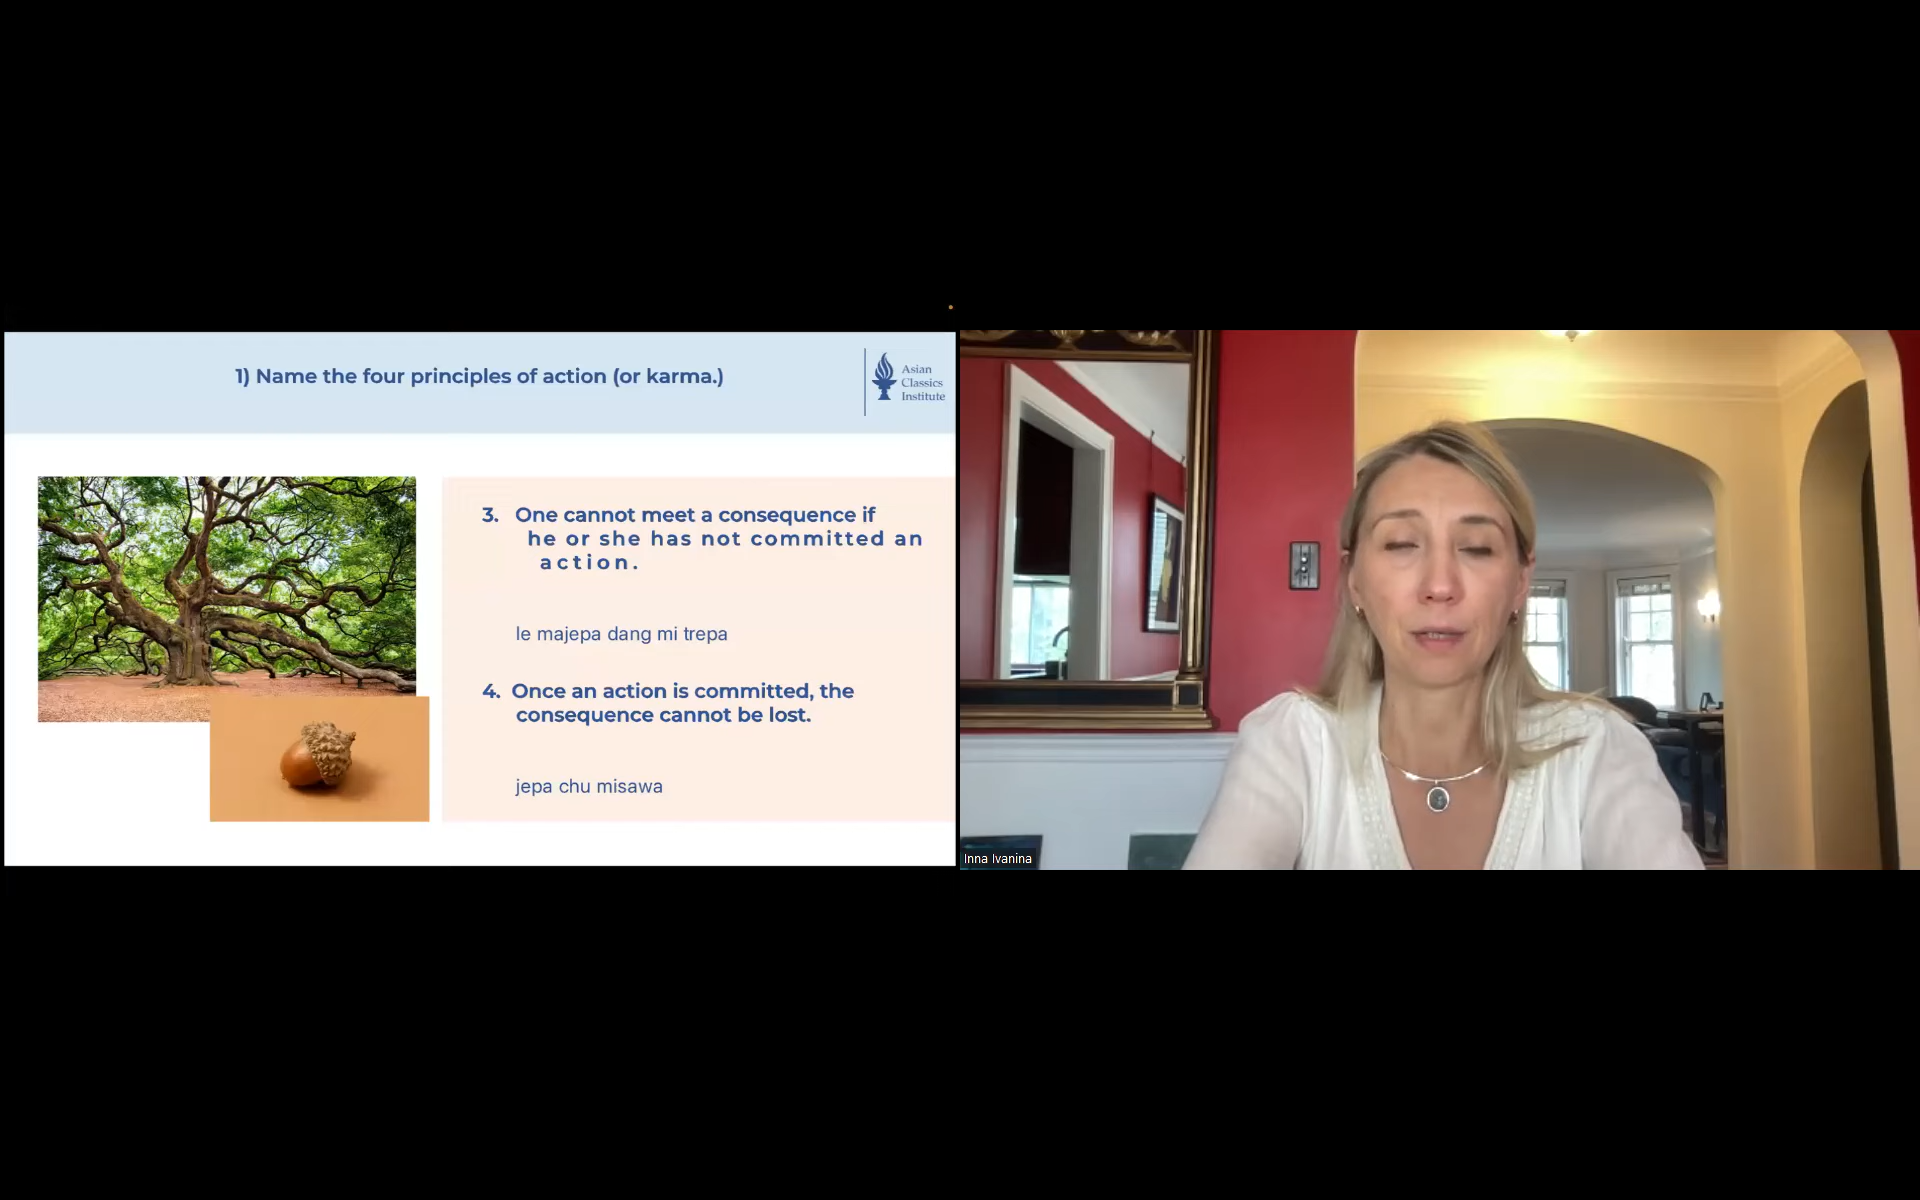 1) Name the four principles of action (or karma.)
Asian
Classics
Institute
3. One cannot meet a consequence if
he or she has not committed an
action.
le majepa dang mi trepa
4. Once an action is committed, the
consequence cannot be lost.
jepa chu misawa
Inna Ivanina